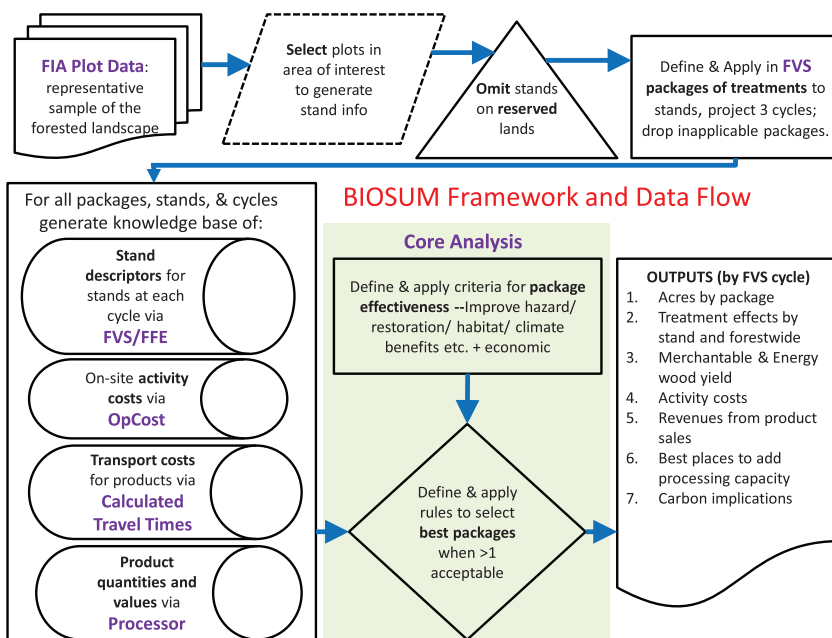 FIA Plot Data:
representative
sample of the
forested landscape
Select plots in
area of interest
to generate
stand info
Omit stands
on reserved
lands
Define & Apply in FVS
packages of treatments to
stands, project 3 cycles;
drop inapplicable packages.
BIOSUM Framework and Data Flow
For all packages, stands, & cycles
generate knowledge base of:
Stand
descriptors for
stands at each
cycle via
FVS/FFE
On-site activity
costs via
OpCost
Transport costs
for products via
Calculated
Travel Times
Product
quantities and
values via
Processor
Core Analysis
Define & apply criteria for package
effectiveness --Improve hazard/
restoration/ habitat/ climate
benefits etc. + economic
Define & apply
rules to select
best packages
when >1
acceptable
OUTPUTS (by FVS cycle)
1. Acres by package
2. Treatment effects by
stand and forestwide
3. Merchantable & Energy
wood yield
4. Activity costs
5. Revenues from product
sales
6. Best places to add
processing capacity
7. Carbon implications